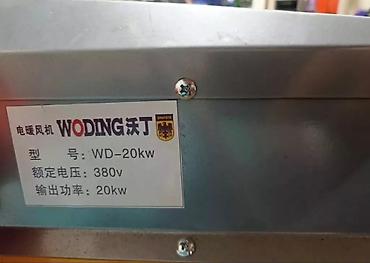 电暖风机 WODING沃丁
型 号: WD-20kw
额定电压: 380v
输出功率: 20kw